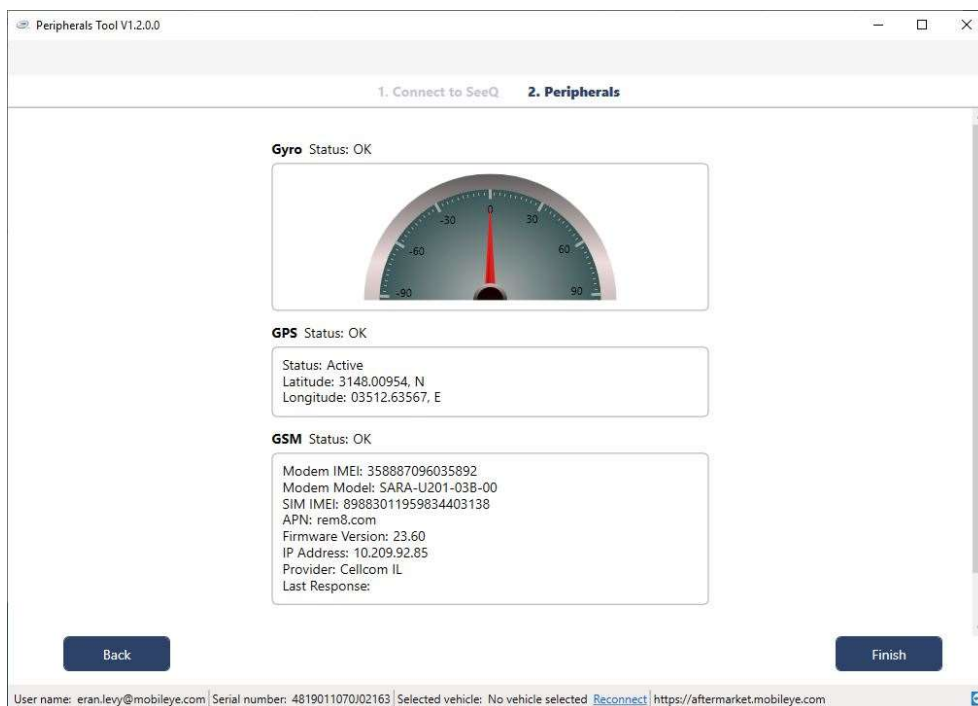 Peripherals Tool V1.2.0.0
1. Connect to SeeQ 2. Peripherals
Gyro Status: OK
-90 -60 -30 0 30 60 90
GPS Status: OK
Status: Active
Latitude: 3148.00954, N
Longitude: 03512.63567, E
GSM Status: OK
Modem IMEI: 358887096035892
Modem Model: SARA-U201-03B-00
SIM IMEI: 89883011959834403138
APN: rem8.com
Firmware Version: 23.60
IP Address: 10.209.92.85
Provider: Cellcom IL
Last Response:
Back Finish
User name: eran.levy@mobileye.com Serial number: 4819011070J02163 Selected vehicle: No vehicle selected Reconnect https://aftermarket.mobileye.com